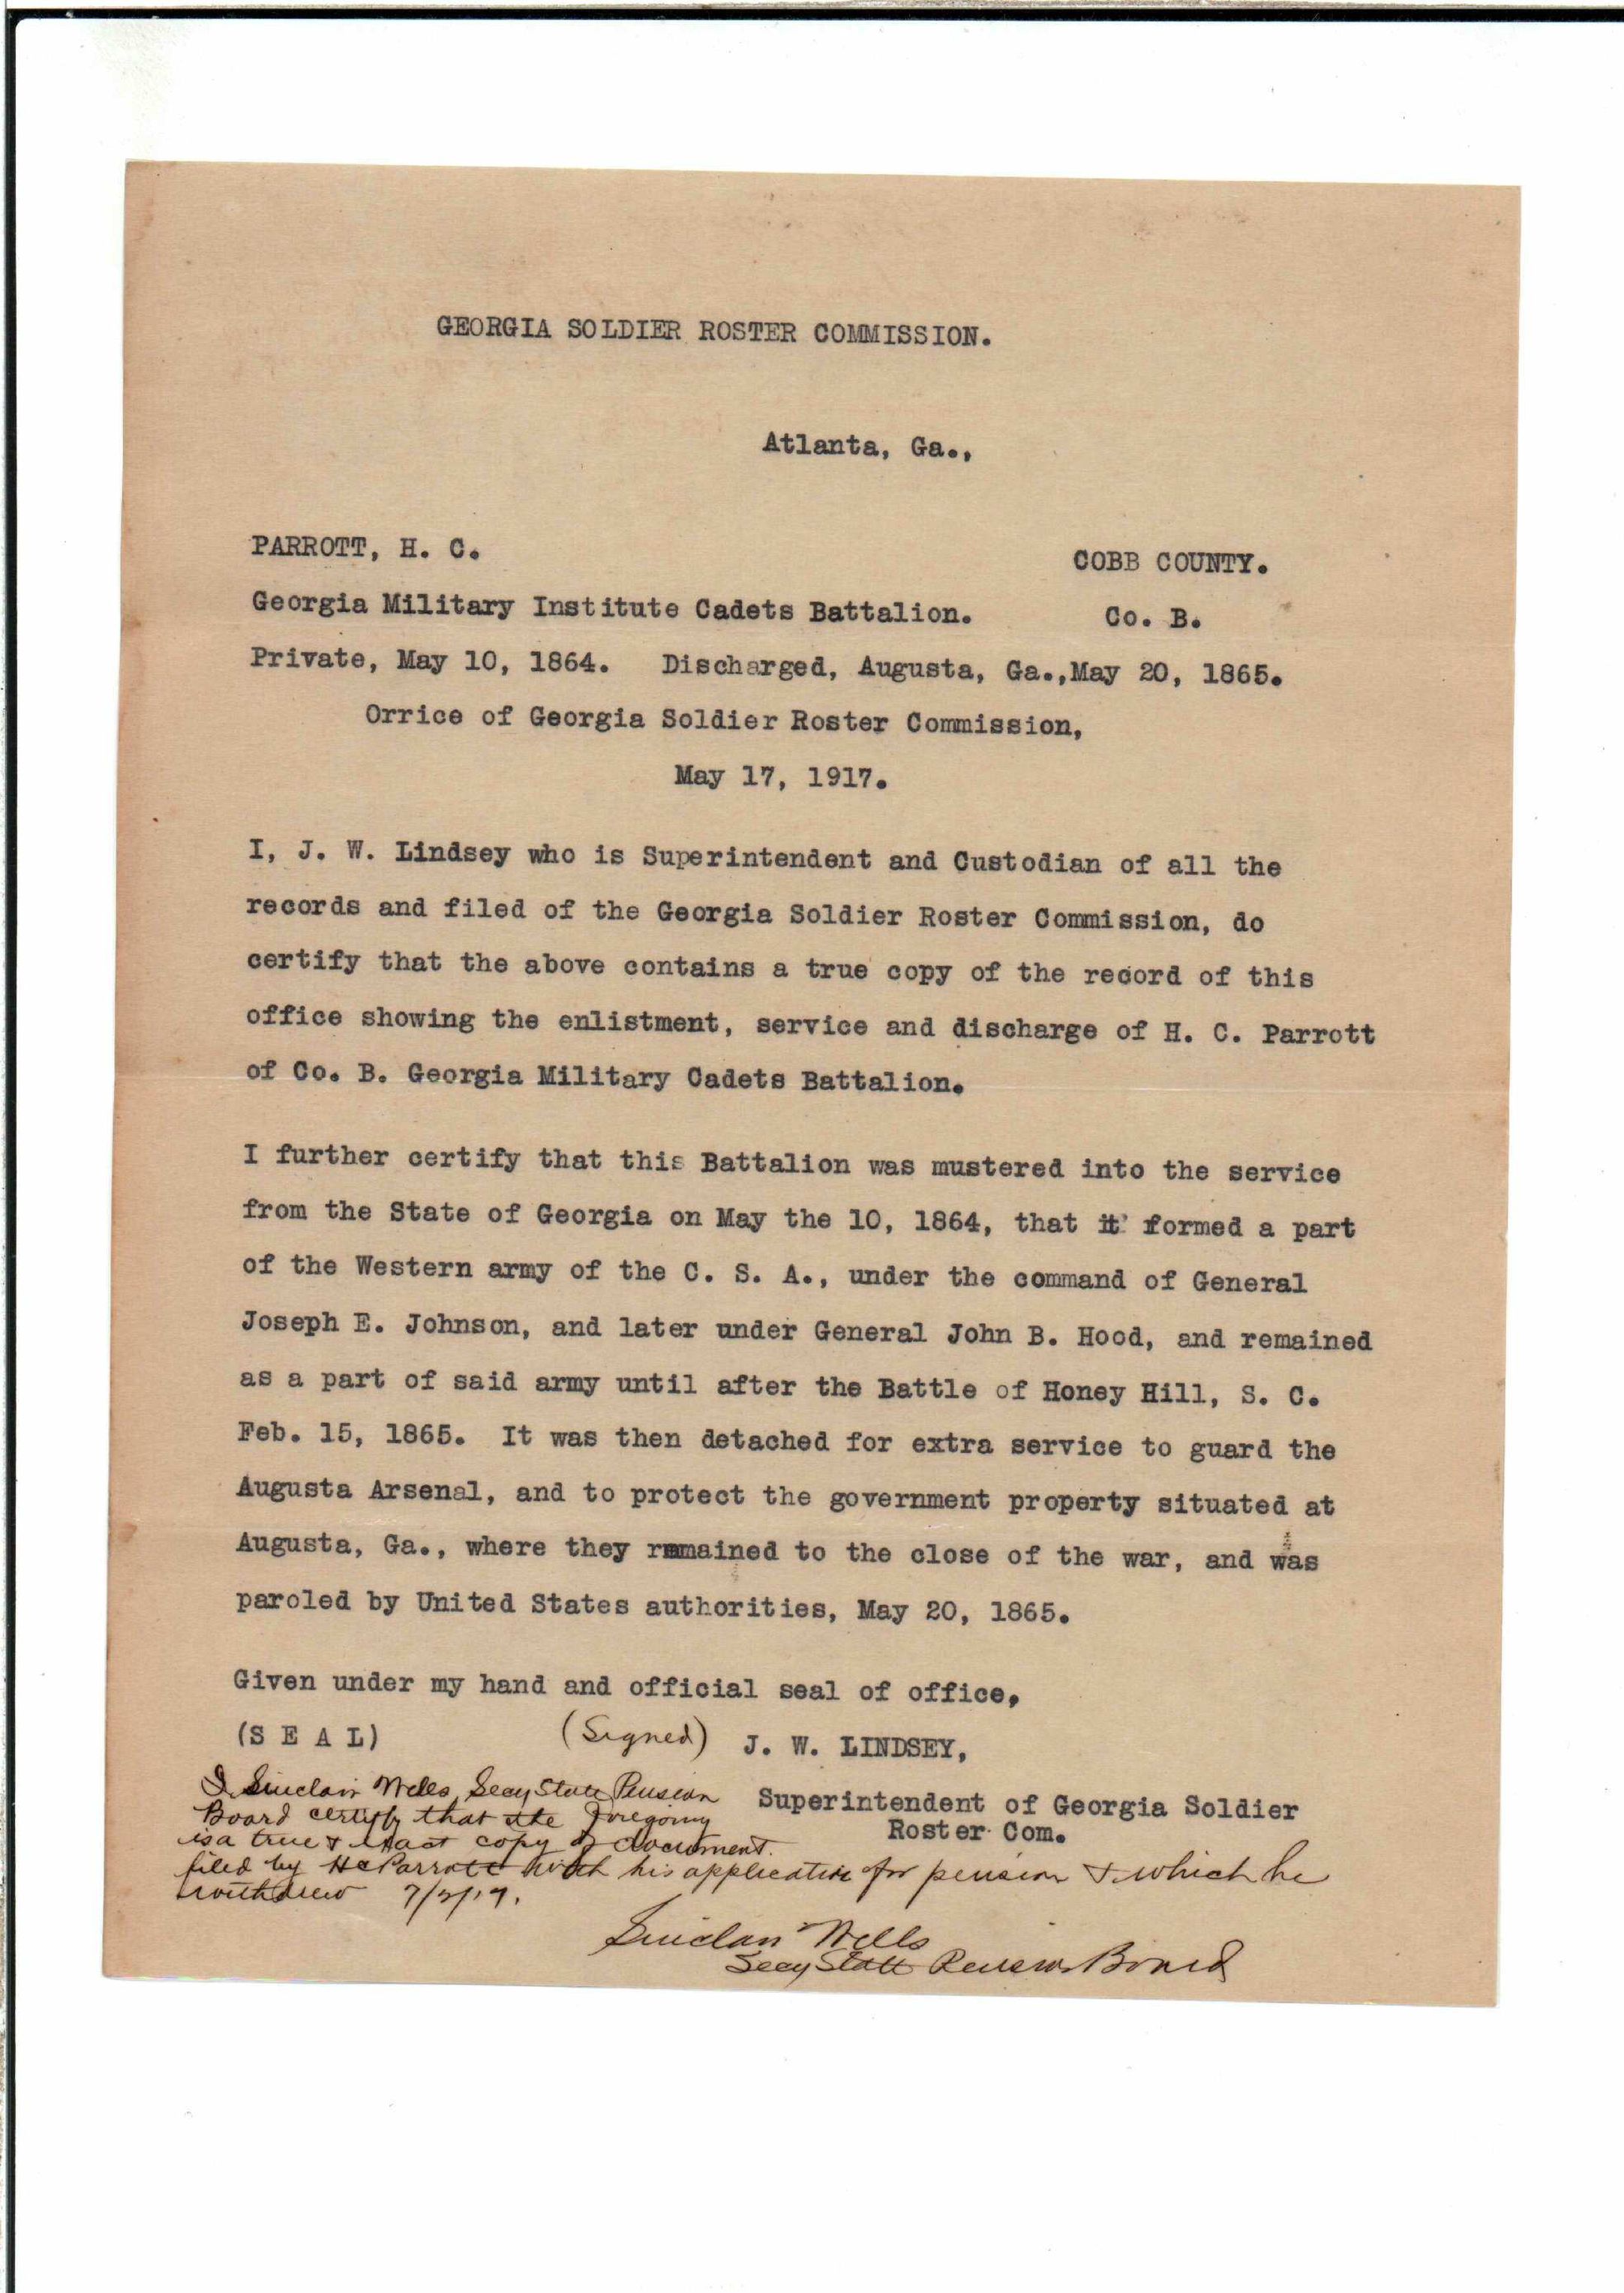 GEORGIA SOLDIER ROSTER COMMISSION.
Atlanta, Ga.,
PARROTT, H. C. COBB COUNTY.
Georgia Military Institute Cadets Battalion. Co. B.
Private, May 10, 1864. Discharged, Augusta, Ga.,May 20, 1865.
Orrice of Georgia Soldier Roster Commission,
May 17, 1917.
I, J. W. Lindsey who is Superintendent and Custodian of all the
records and filed of the Georgia Soldier Roster Commission, do
certify that the above contains a true copy of the record of this
office showing the enlistment, service and discharge of H. C. Parrott
of Co. B. Georgia Military Cadets Battalion.
I further certify that this Battalion was mustered into the service
from the State of Georgia on May the 10, 1864, that it formed a part
of the Western army of the C. S. A., under the command of General
Joseph E. Johnson, and later under General John B. Hood, and remained
as a part of said army until after the Battle of Honey Hill, S. C.
Feb. 15, 1865. It was then detached for extra service to guard the
Augusta Arsenal, and to protect the government property situated at
Augusta, Ga., where they rmmained to the close of the war, and was
paroled by United States authorities, May 20, 1865.
Given under my hand and official seal of office,
(S E A L) (Signed) J. W. LINDSEY,
Superintendent of Georgia Soldier
Roster Com.
I Sinclair Wells, Secy State Pension
Board certify that the foregoing
is a true & exact copy of document.
filed by HC Parrott with his application for pension & which he
withdrew
Sinclair Wells
Secy State Pension Board